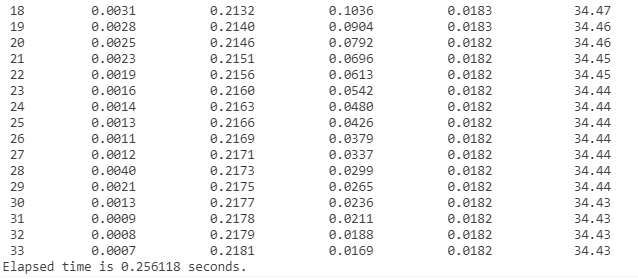 18 0.0031 0.2132 0.1036 0.0183 34.47
19 0.0028 0.2140 0.0904 0.0183 34.46
20 0.0025 0.2146 0.0792 0.0182 34.46
21 0.0023 0.2151 0.0696 0.0182 34.45
22 0.0019 0.2156 0.0613 0.0182 34.45
23 0.0016 0.2160 0.0542 0.0182 34.44
24 0.0014 0.2163 0.0480 0.0182 34.44
25 0.0013 0.2166 0.0426 0.0182 34.44
26 0.0011 0.2169 0.0379 0.0182 34.44
27 0.0012 0.2171 0.0337 0.0182 34.44
28 0.0040 0.2173 0.0299 0.0182 34.44
29 0.0021 0.2175 0.0265 0.0182 34.44
30 0.0013 0.2177 0.0236 0.0182 34.43
31 0.0009 0.2178 0.0211 0.0182 34.43
32 0.0008 0.2179 0.0188 0.0182 34.43
33 0.0007 0.2181 0.0169 0.0182 34.43
Elapsed time is 0.256118 seconds.